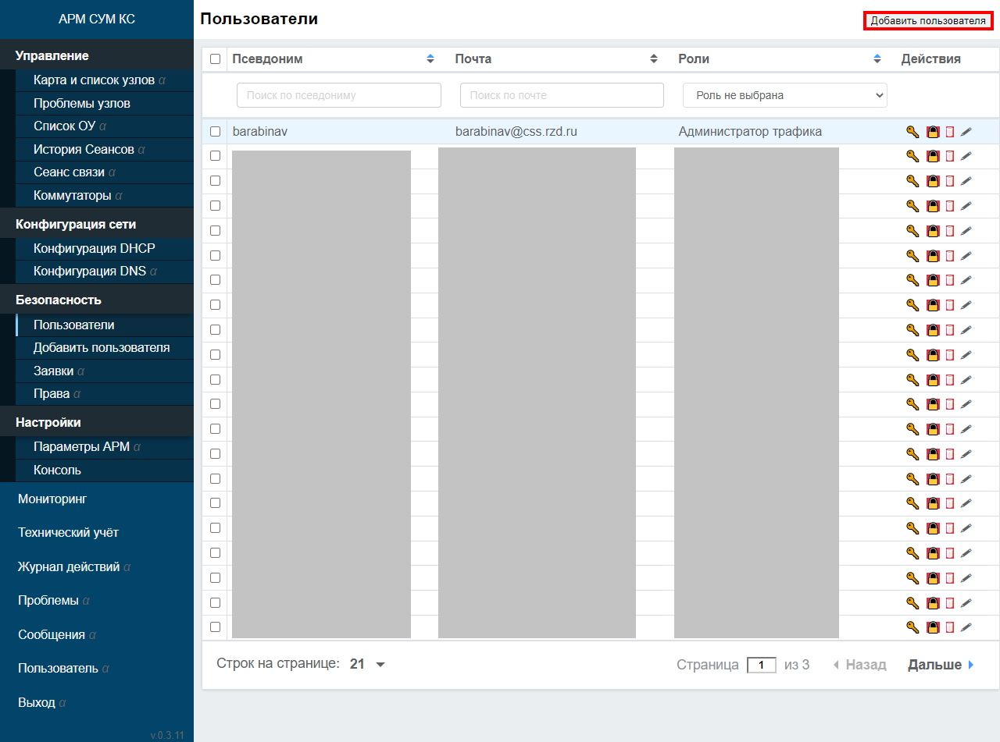 АРМ СУМ КС
Управление
Карта и список узлов α
Проблемы узлов
Список ОУ α
История Сеансов α
Сеанс связи α
Коммутаторы α
Конфигурация сети
Конфигурация DHCP
Конфигурация DNS α
Безопасность
Пользователи
Добавить пользователя
Заявки α
Права α
Настройки
Параметры АРМ α
Консоль
Мониторинг
Технический учёт
Журнал действий α
Проблемы α
Сообщения α
Пользователь α
Выход α
v.0.3.11
Пользователи
Добавить пользователя
Псевдоним Почта Роли Действия
Поиск по псевдониму Поиск по почте Роль не выбрана
barabinav barabinav@css.rzd.ru Администратор трафика
Строк на странице: 21 Страница 1 из 3 Назад Дальше